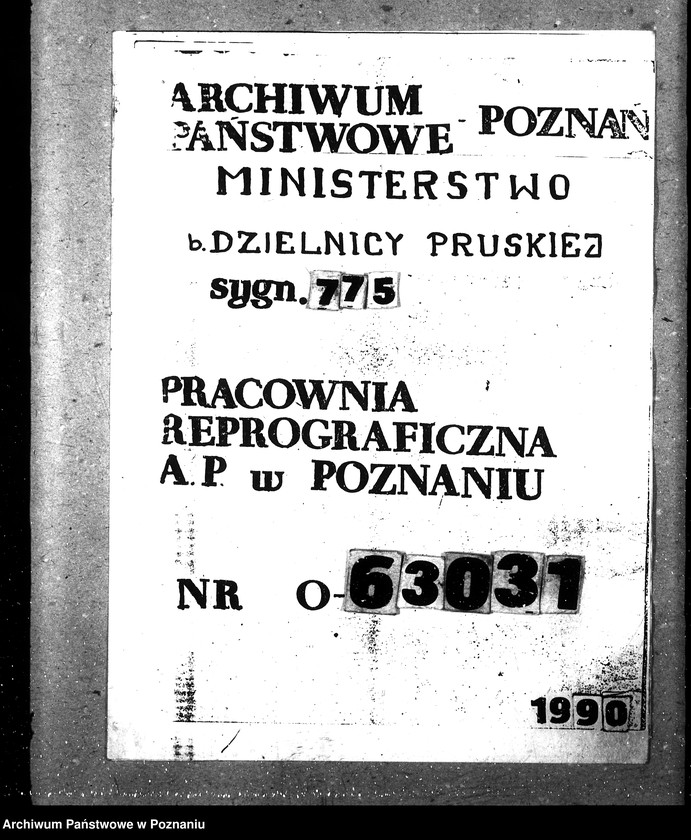 ARCHIWUM
PAŃSTWOWE - POZNAŃ
MINISTERSTWO
b. DZIELNICY PRUSKIEJ
sygn. 775
PRACOWNIA
REPROGRAFICZNA
A.P. w POZNANIU
NR O-63031
1990
Archiwum Państwowe w Poznaniu